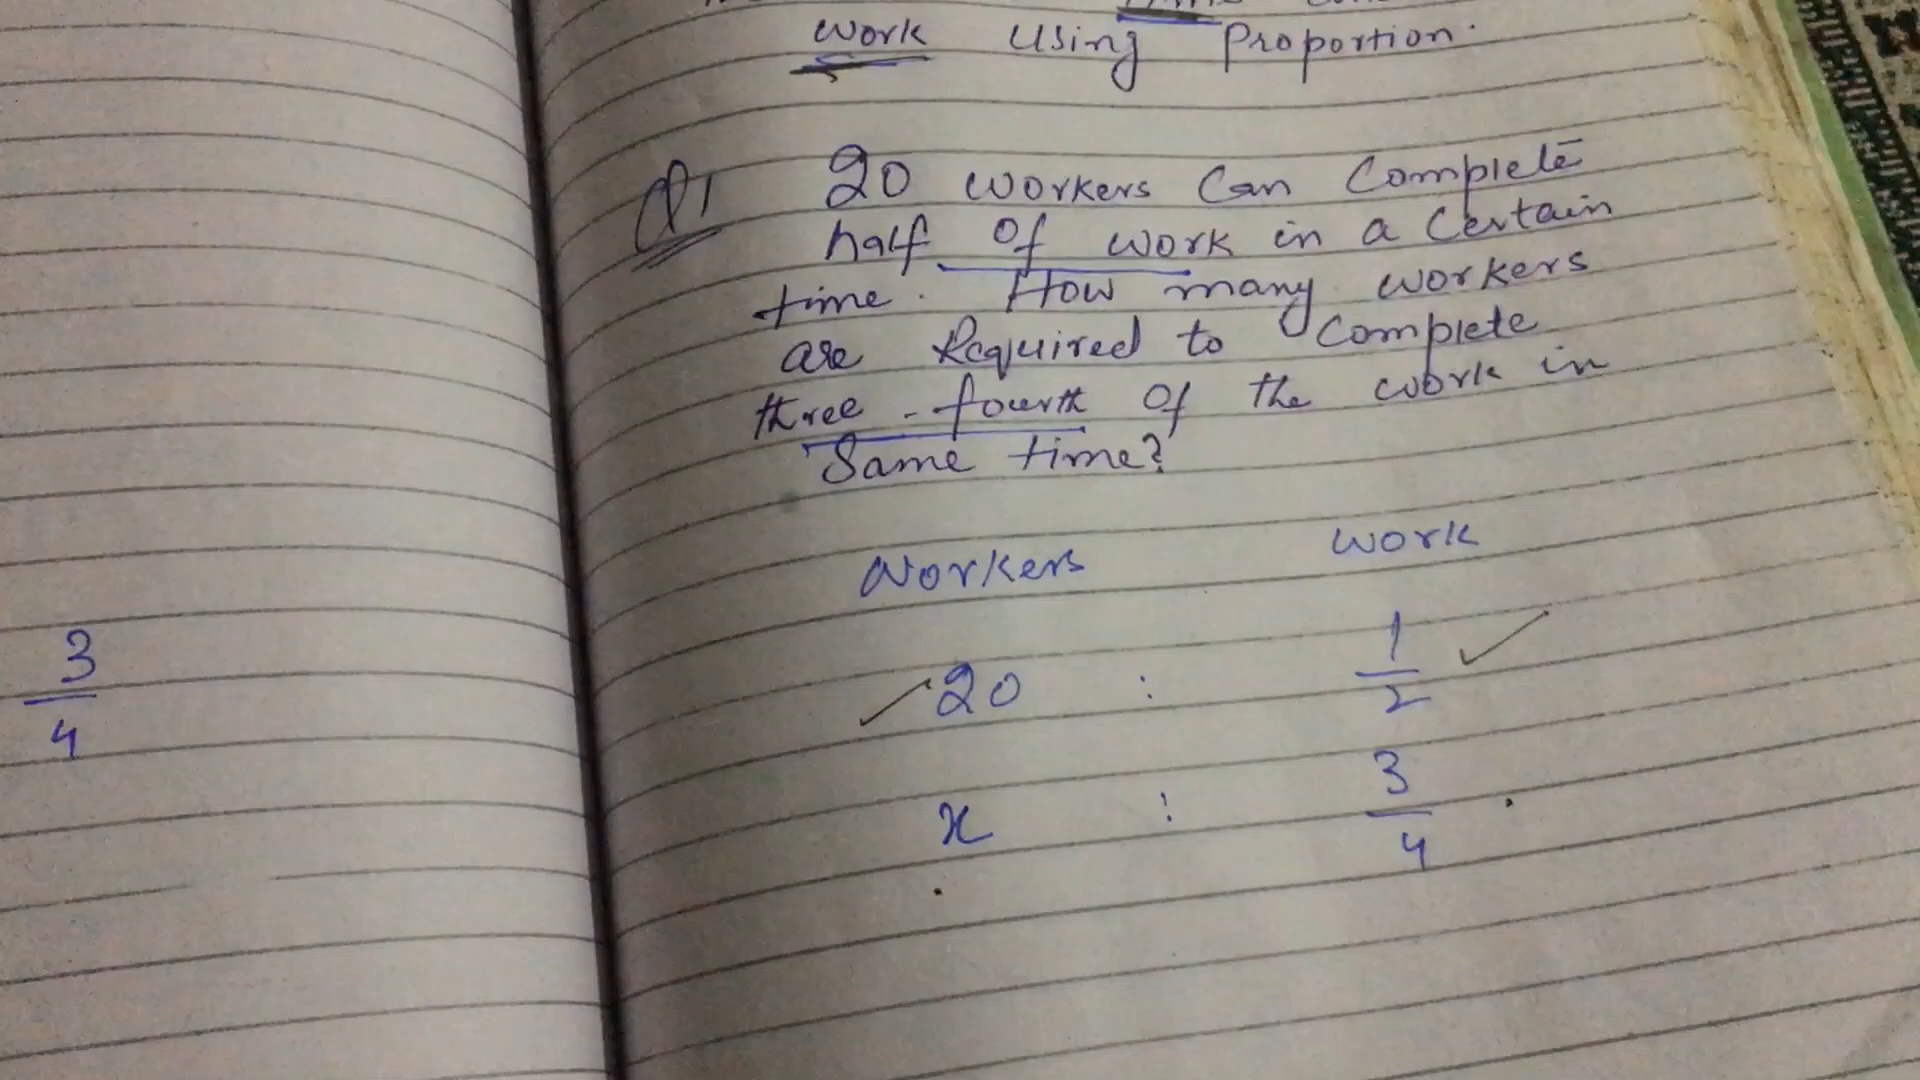 3
4
Work Using Proportion.
Q1 20 workers Can Complete
half of work in a Certain
time. How many workers
are Required to Complete
three-fourth of the work in
Same time?
Workers Work
20 : 1/2
x : 3/4